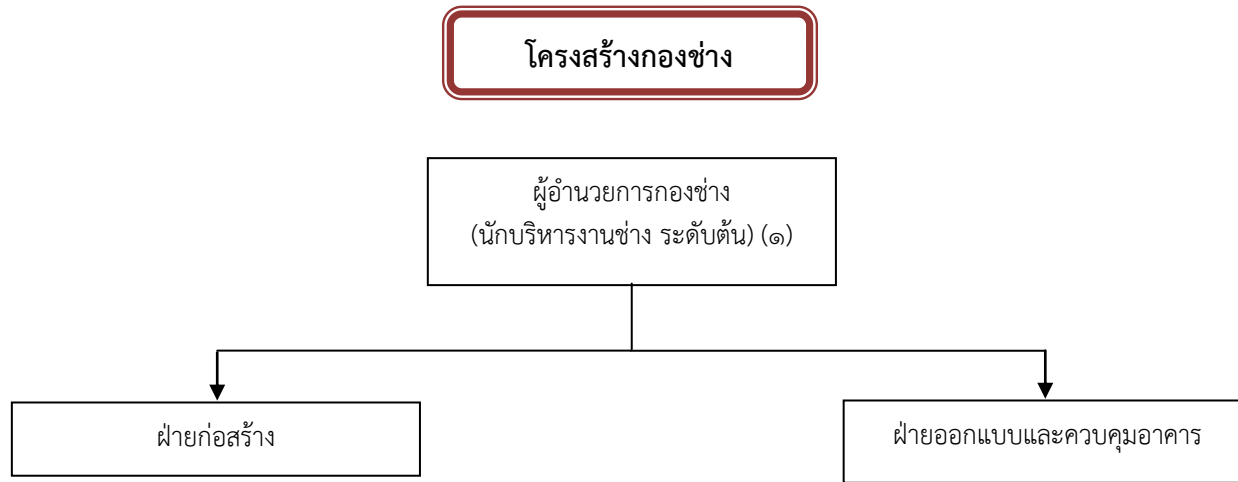 โครงสร้างกองช่าง
ผู้อำนวยการกองช่าง
(นักบริหารงานช่าง ระดับต้น) (๑)
ฝ่ายก่อสร้าง
ฝ่ายออกแบบและควบคุมอาคาร